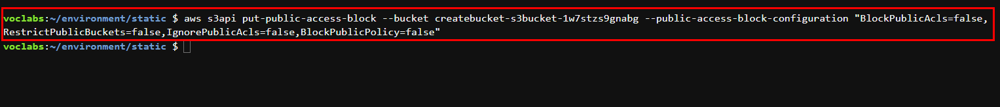 voclabs:~/environment/static $ aws s3api put-public-access-block --bucket createbucket-s3bucket-1w7stzs9gnabg --public-access-block-configuration "BlockPublicAcls=false,
RestrictPublicBuckets=false,IgnorePublicAcls=false,BlockPublicPolicy=false"
voclabs:~/environment/static $